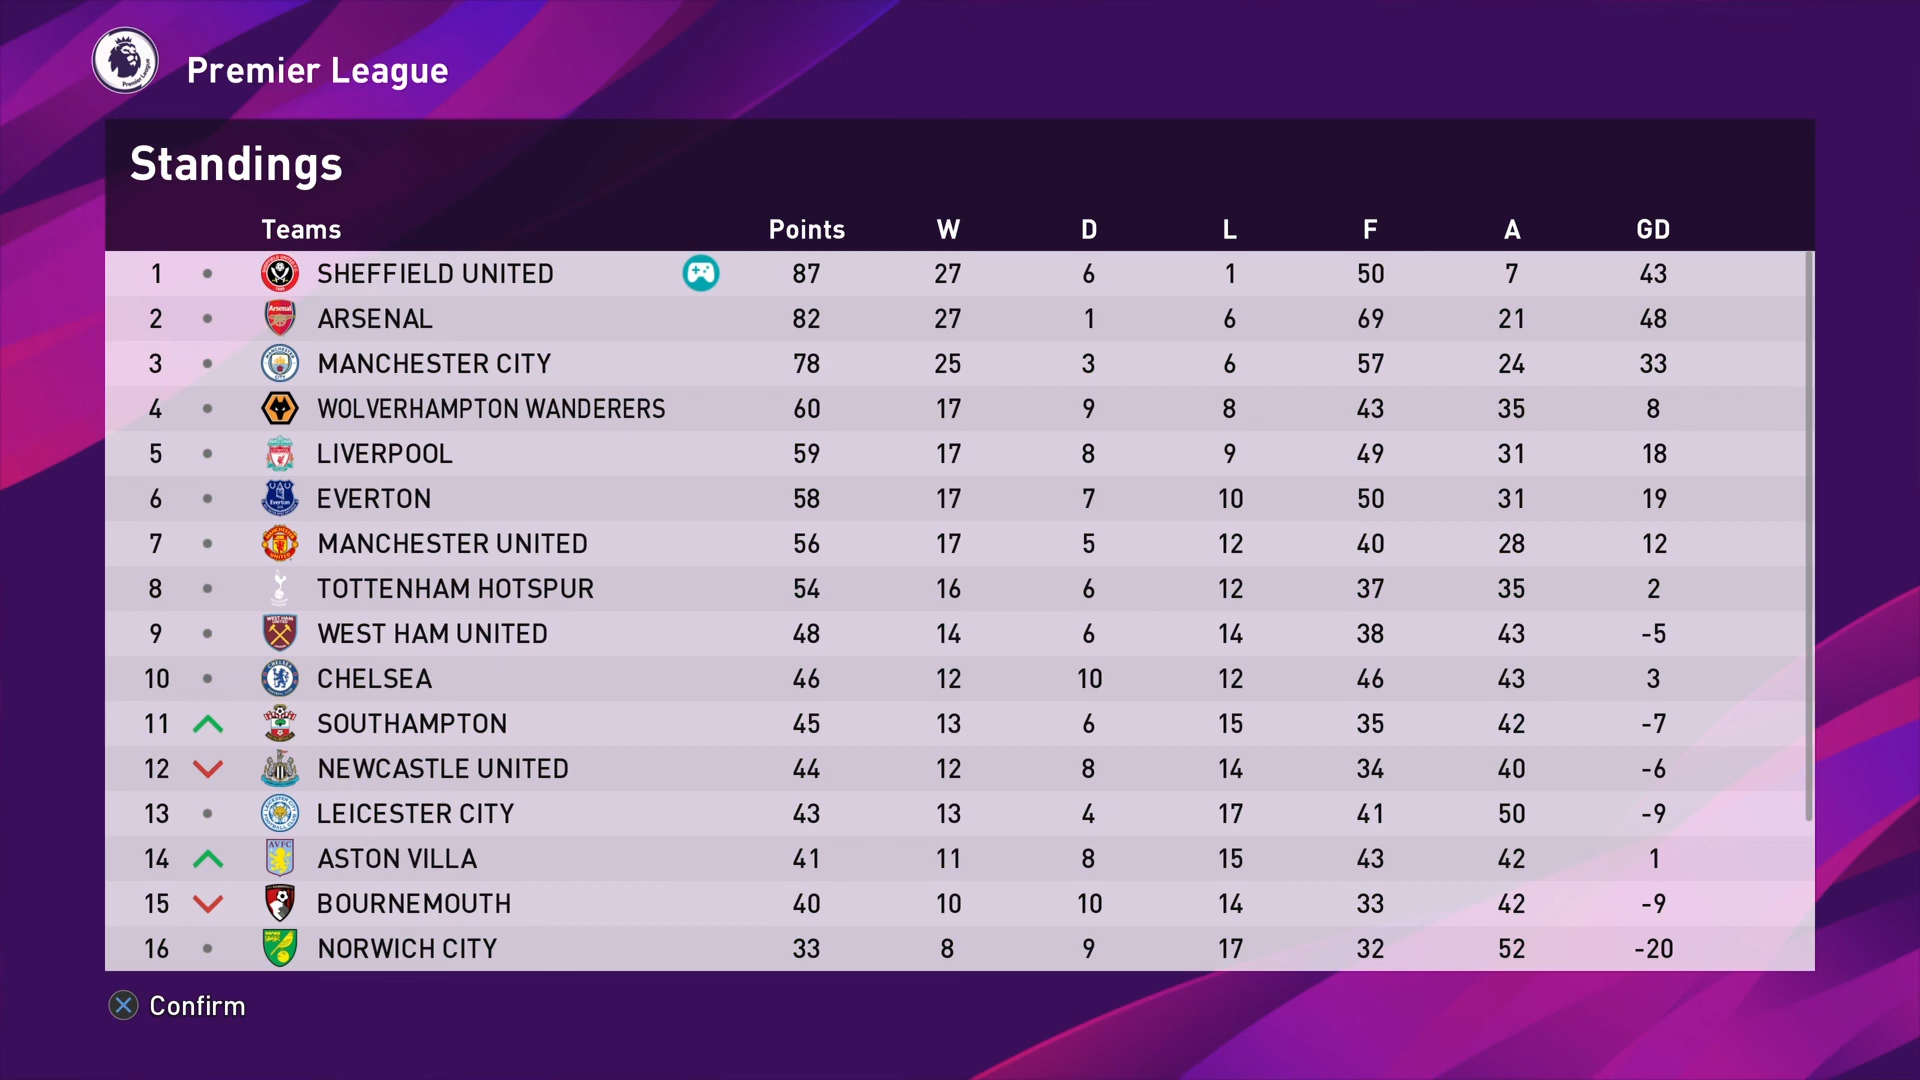 Premier League
Standings
Teams Points W D L F A GD
1 SHEFFIELD UNITED 87 27 6 1 50 7 43
2 ARSENAL 82 27 1 6 69 21 48
3 MANCHESTER CITY 78 25 3 6 57 24 33
4 WOLVERHAMPTON WANDERERS 60 17 9 8 43 35 8
5 LIVERPOOL 59 17 8 9 49 31 18
6 EVERTON 58 17 7 10 50 31 19
7 MANCHESTER UNITED 56 17 5 12 40 28 12
8 TOTTENHAM HOTSPUR 54 16 6 12 37 35 2
9 WEST HAM UNITED 48 14 6 14 38 43 -5
10 CHELSEA 46 12 10 12 46 43 3
11 SOUTHAMPTON 45 13 6 15 35 42 -7
12 NEWCASTLE UNITED 44 12 8 14 34 40 -6
13 LEICESTER CITY 43 13 4 17 41 50 -9
14 ASTON VILLA 41 11 8 15 43 42 1
15 BOURNEMOUTH 40 10 10 14 33 42 -9
16 NORWICH CITY 33 8 9 17 32 52 -20
Confirm